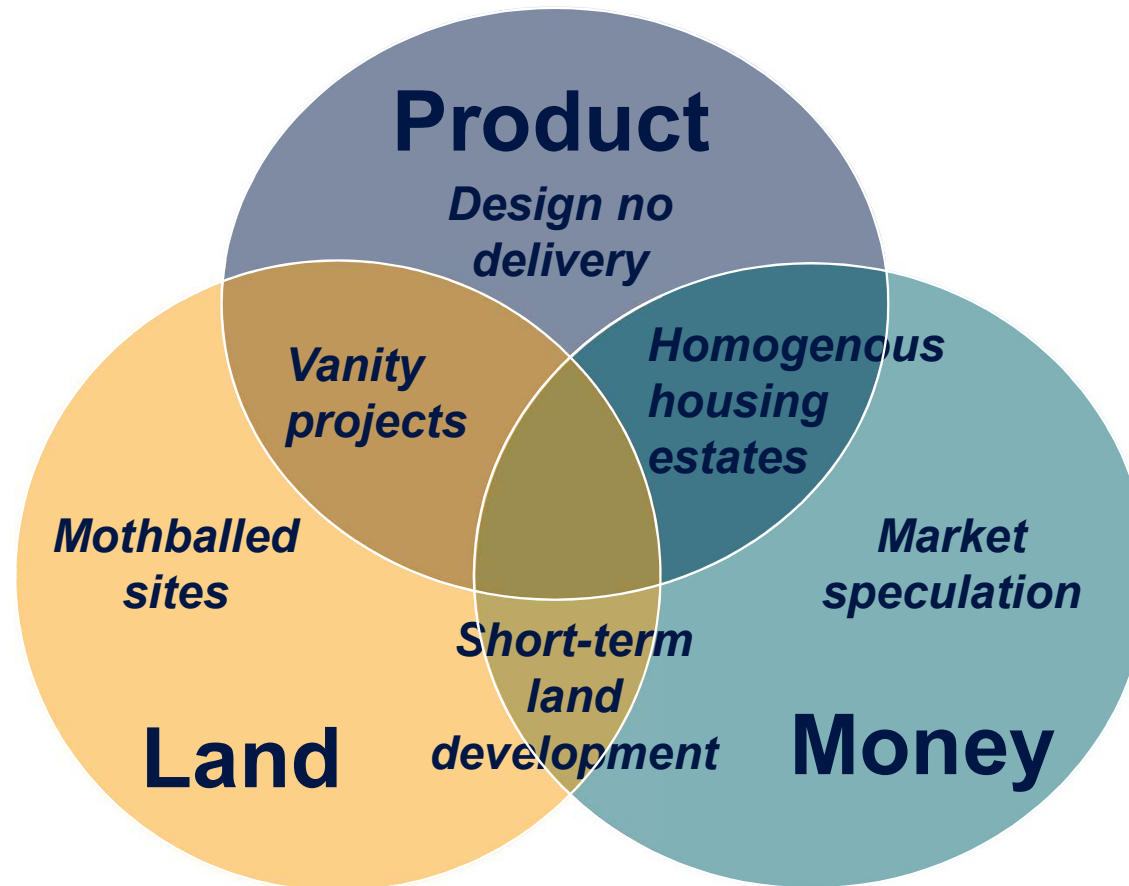 Product
Design no
delivery
Vanity
projects
Homogenous
housing
estates
Mothballed
sites
Market
speculation
Short-term
land
development
Land
Money